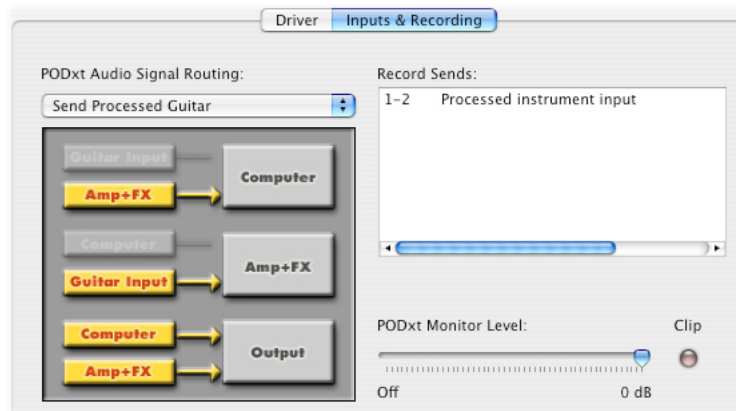 Driver Inputs & Recording
PODxt Audio Signal Routing:
Send Processed Guitar
Guitar Input
Amp+FX
Computer
Computer
Guitar Input
Amp+FX
Computer
Amp+FX
Output
Record Sends:
1-2 Processed instrument input
PODxt Monitor Level:
Clip
Off
0 dB